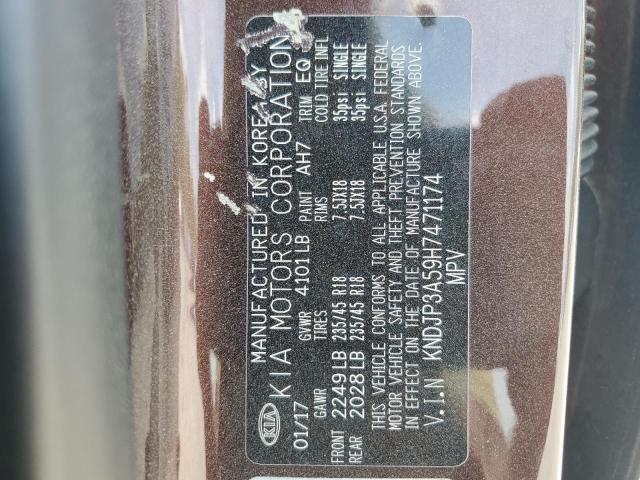 KIA MANUFACTURED IN KOREA BY
KIA MOTORS CORPORATION
01/17 GVWR 4101LB PAINT AH7 TRIM EQ
GAWR TIRES RIMS COLD TIRE INFL
FRONT 2249LB 235/45 R18 7.5JX18 35psi SINGLE
REAR 2028LB 235/45 R18 7.5JX18 35psi SINGLE
THIS VEHICLE CONFORMS TO ALL APPLICABLE U.S.A. FEDERAL
MOTOR VEHICLE SAFETY AND THEFT PREVENTION STANDARDS
IN EFFECT ON THE DATE OF MANUFACTURE SHOWN ABOVE.
V.I.N KNDJP3A59H7471174
MPV